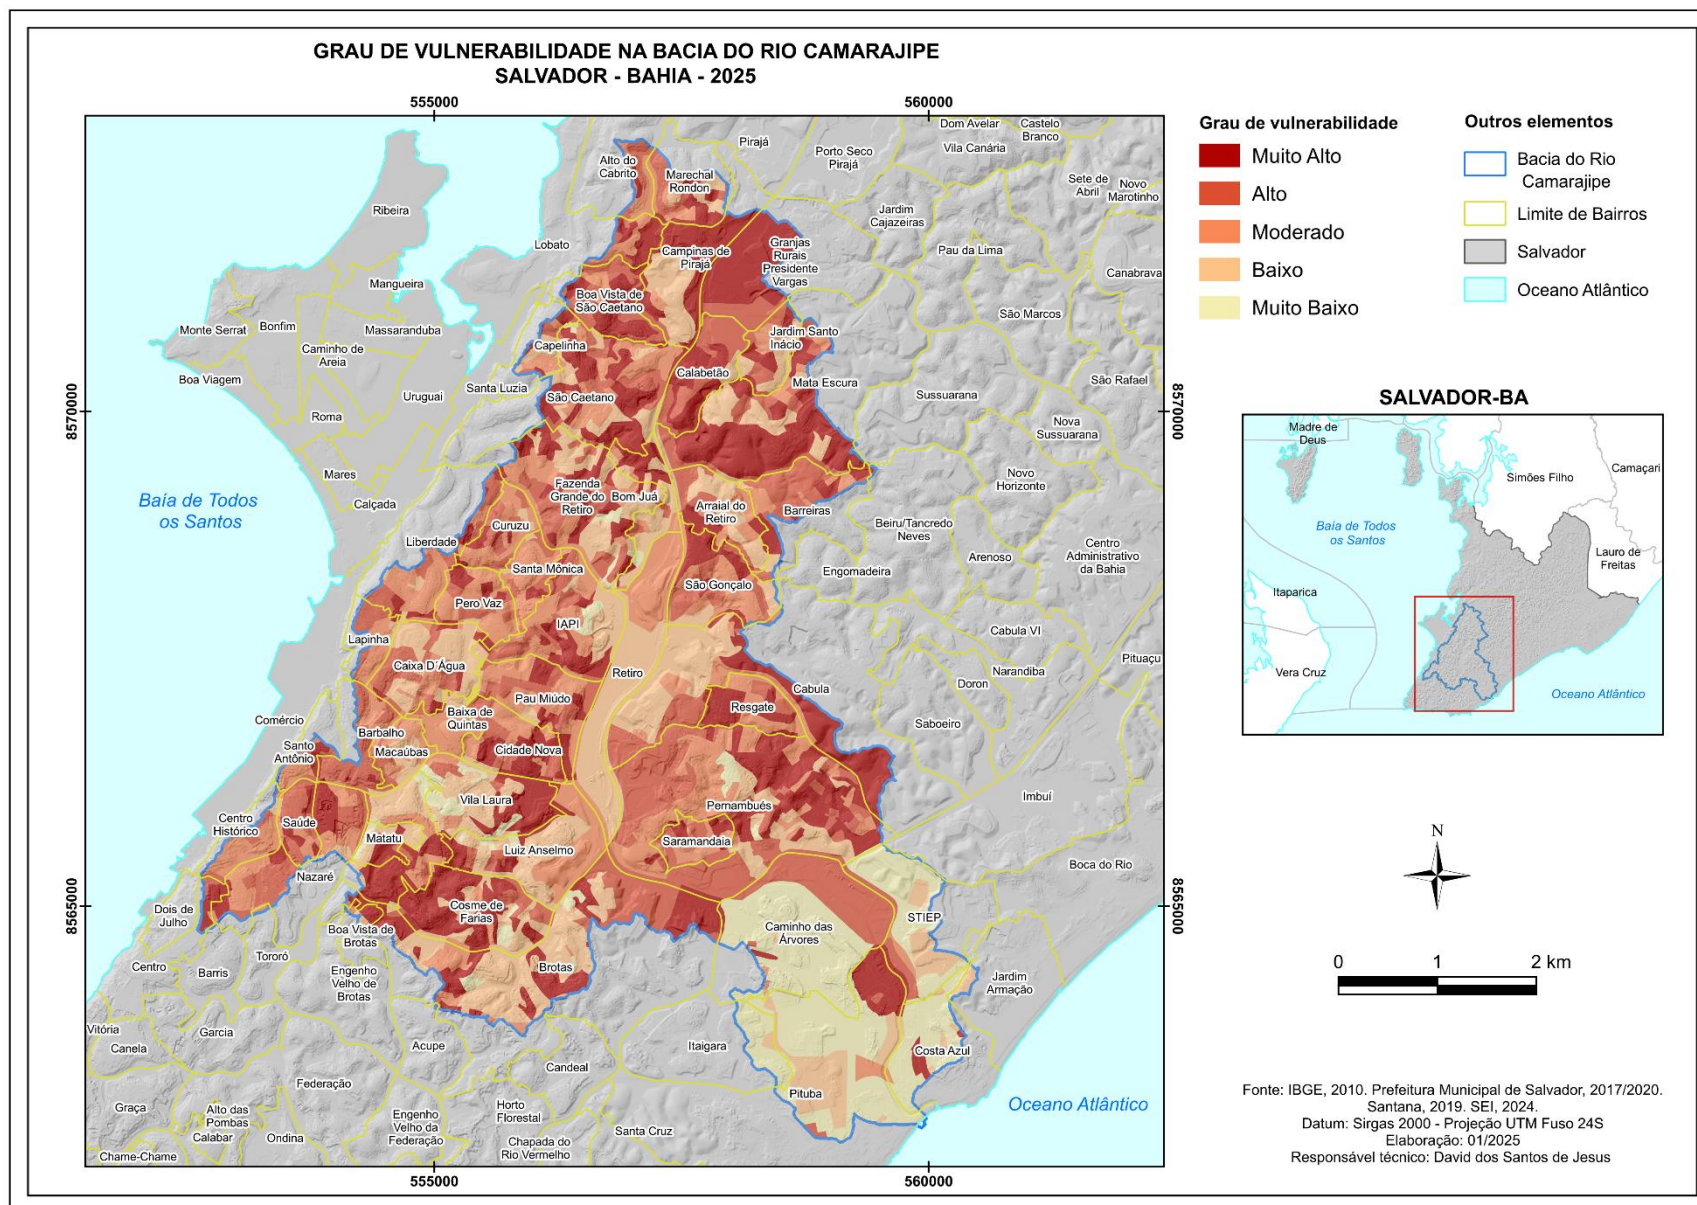 GRAU DE VULNERABILIDADE NA BACIA DO RIO CAMARAJIPE
SALVADOR - BAHIA - 2025
555000
560000
8570000
8565000
8570000
8565000
555000
560000
Dom Avelar
Castelo
Branco
Vila Canária
Pirajá
Porto Seco
Pirajá
Alto do
Cabrito
Marechal
Rondon
Sete de
Abril
Novo
Marotinho
Ribeira
Jardim
Cajazeiras
Lobato
Campinas de
Pirajá
Granjas
Rurais
Presidente
Vargas
Pau da Lima
Canabrava
Mangueira
Boa Vista de
São Caetano
São Marcos
Monte Serrat
Bonfim
Massaranduba
Caminho de
Areia
Capelinha
Jardim Santo
Inácio
Boa Viagem
Santa Luzia
Calabetão
Mata Escura
São Rafael
Uruguai
São Caetano
Sussuarana
Roma
Nova
Sussuarana
Mares
Calçada
Fazenda
Grande do
Retiro
Bom Juá
Novo
Horizonte
Baía de Todos
os Santos
Curuzu
Arraial do
Retiro
Barreiras
Beiru/Tancredo
Neves
Liberdade
Centro
Administrativo
da Bahia
Arenoso
Santa Mônica
Engomadeira
São Gonçalo
Pero Vaz
IAPI
Lapinha
Cabula VI
Caixa D´Água
Retiro
Pituaçu
Narandiba
Doron
Cabula
Pau Miúdo
Resgate
Baixa de
Quintas
Saboeiro
Comércio
Barbalho
Santo
Antônio
Macaúbas
Cidade Nova
Vila Laura
Pernambués
Imbuí
Centro
Histórico
Saúde
Matatu
Saramandaia
Luiz Anselmo
Boca do Rio
Nazaré
Dois de
Julho
Cosme de
Farias
STIEP
Caminho das
Árvores
Boa Vista de
Brotas
Tororó
Centro
Barris
Engenho
Velho de
Brotas
Brotas
Jardim
Armação
Vitória
Garcia
Canela
Acupe
Itaigara
Costa Azul
Candeal
Federação
Pituba
Graça
Alto das
Pombas
Calabar
Engenho
Velho da
Federação
Horto
Florestal
Oceano Atlântico
Ondina
Santa Cruz
Chapada do
Rio Vermelho
Chame-Chame
Grau de vulnerabilidade
Muito Alto
Alto
Moderado
Baixo
Muito Baixo
Outros elementos
Bacia do Rio
Camarajipe
Limite de Bairros
Salvador
Oceano Atlântico
SALVADOR-BA
Madre de
Deus
Simões Filho
Camaçari
Baía de Todos
os Santos
Lauro de
Freitas
Itaparica
Vera Cruz
Oceano Atlântico
N
0 1 2 km
Fonte: IBGE, 2010. Prefeitura Municipal de Salvador, 2017/2020.
Santana, 2019. SEI, 2024.
Datum: Sirgas 2000 - Projeção UTM Fuso 24S
Elaboração: 01/2025
Responsável técnico: David dos Santos de Jesus